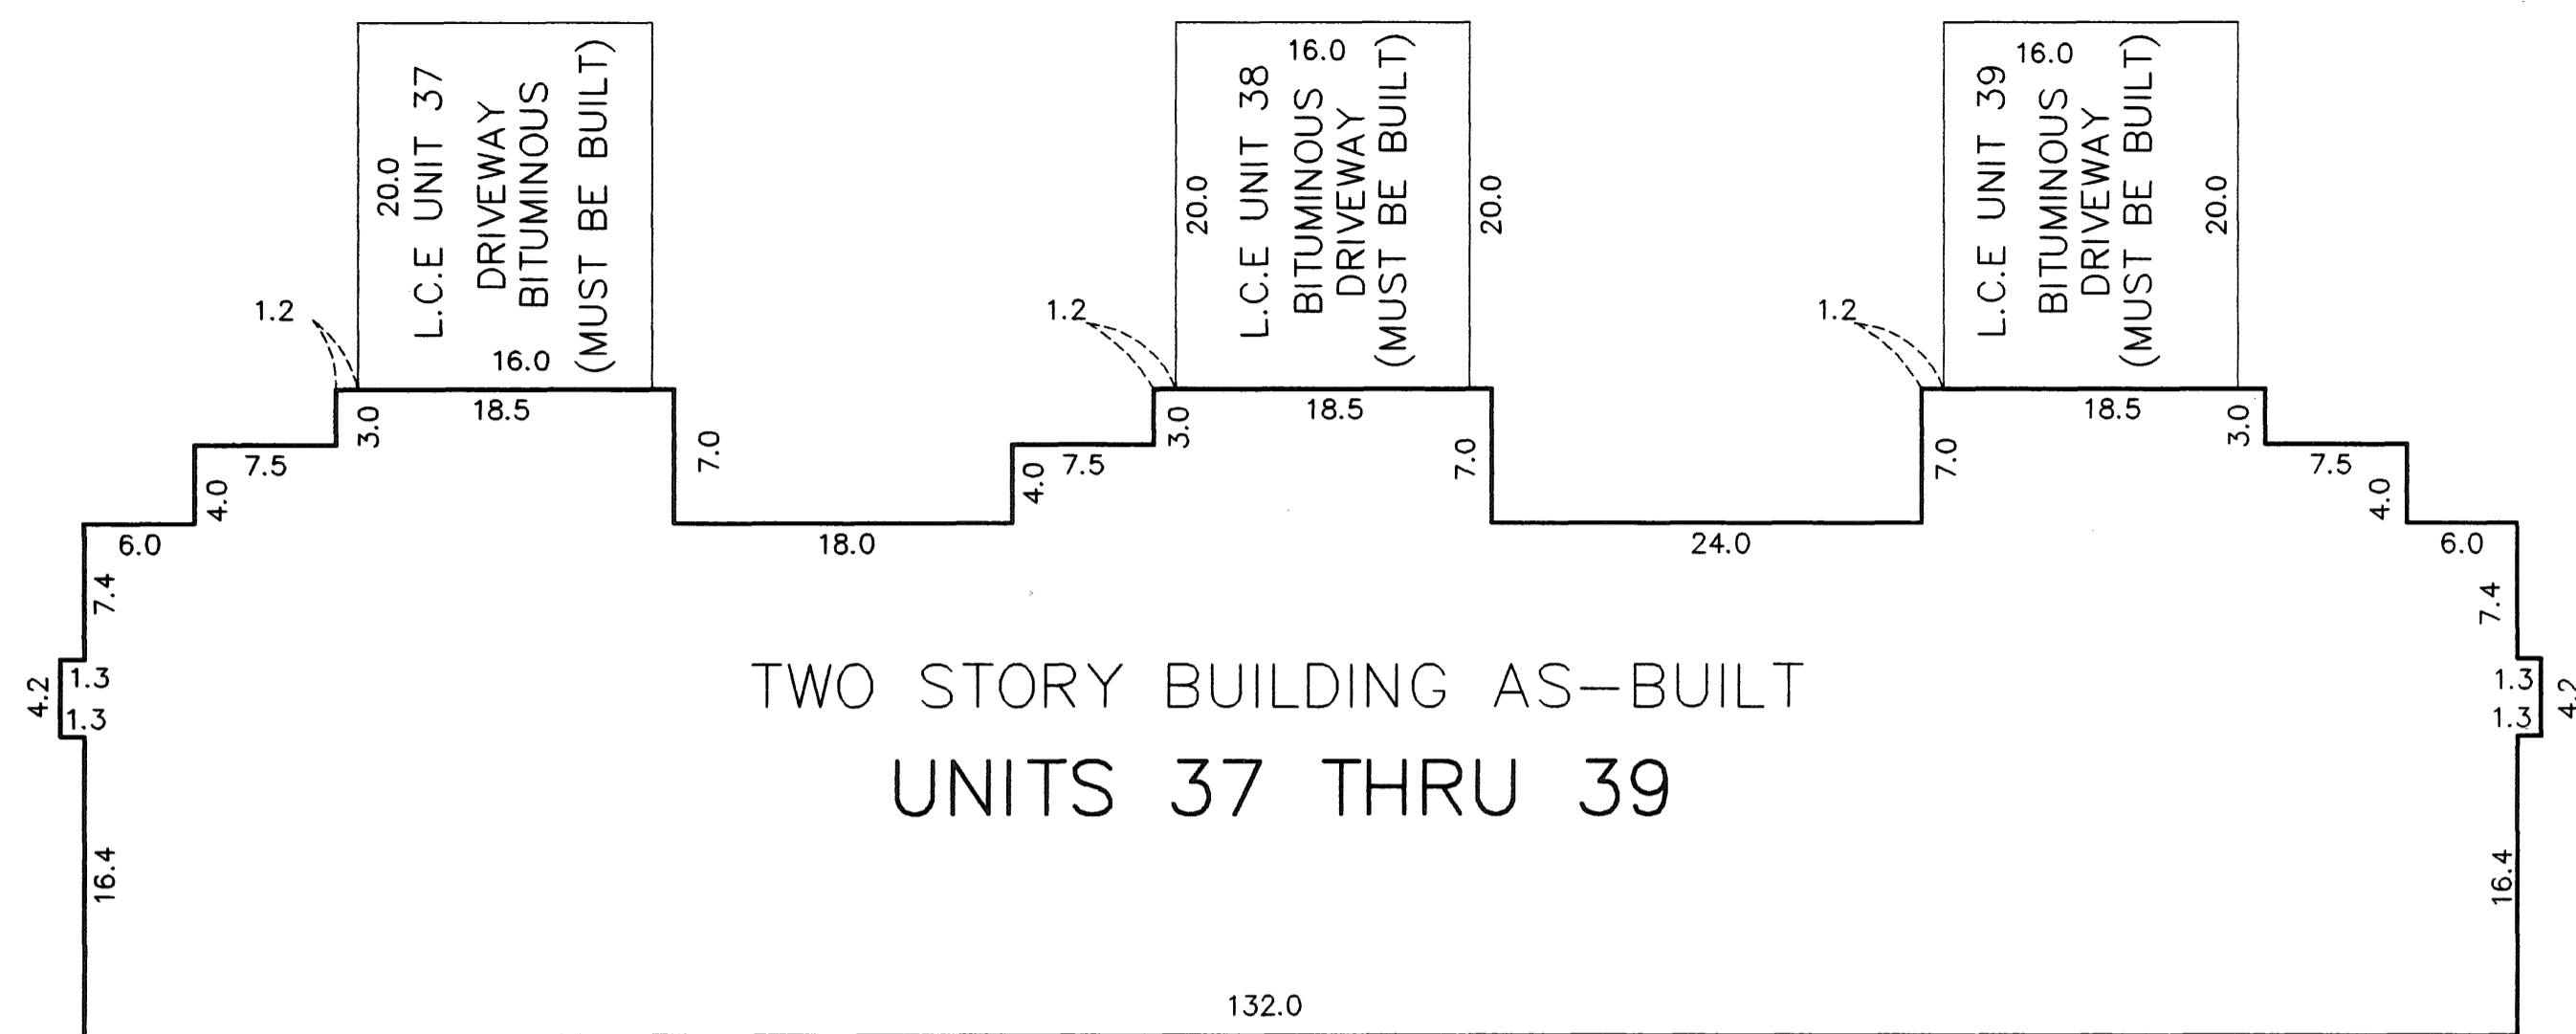 20.0
L.C.E UNIT 37
DRIVEWAY
BITUMINOUS
(MUST BE BUILT)
16.0
20.0
L.C.E UNIT 38
BITUMINOUS
DRIVEWAY
(MUST BE BUILT)
16.0
20.0
L.C.E UNIT 39
BITUMINOUS
DRIVEWAY
(MUST BE BUILT)
16.0
20.0
1.2
1.2
1.2
6.0
4.0
7.5
3.0
18.5
7.0
18.0
4.0
7.5
3.0
18.5
7.0
24.0
7.0
18.5
3.0
7.5
4.0
6.0
7.4
7.4
4.2
1.3
1.3
1.3
1.3
4.2
TWO STORY BUILDING AS-BUILT
UNITS 37 THRU 39
16.4
16.4
132.0